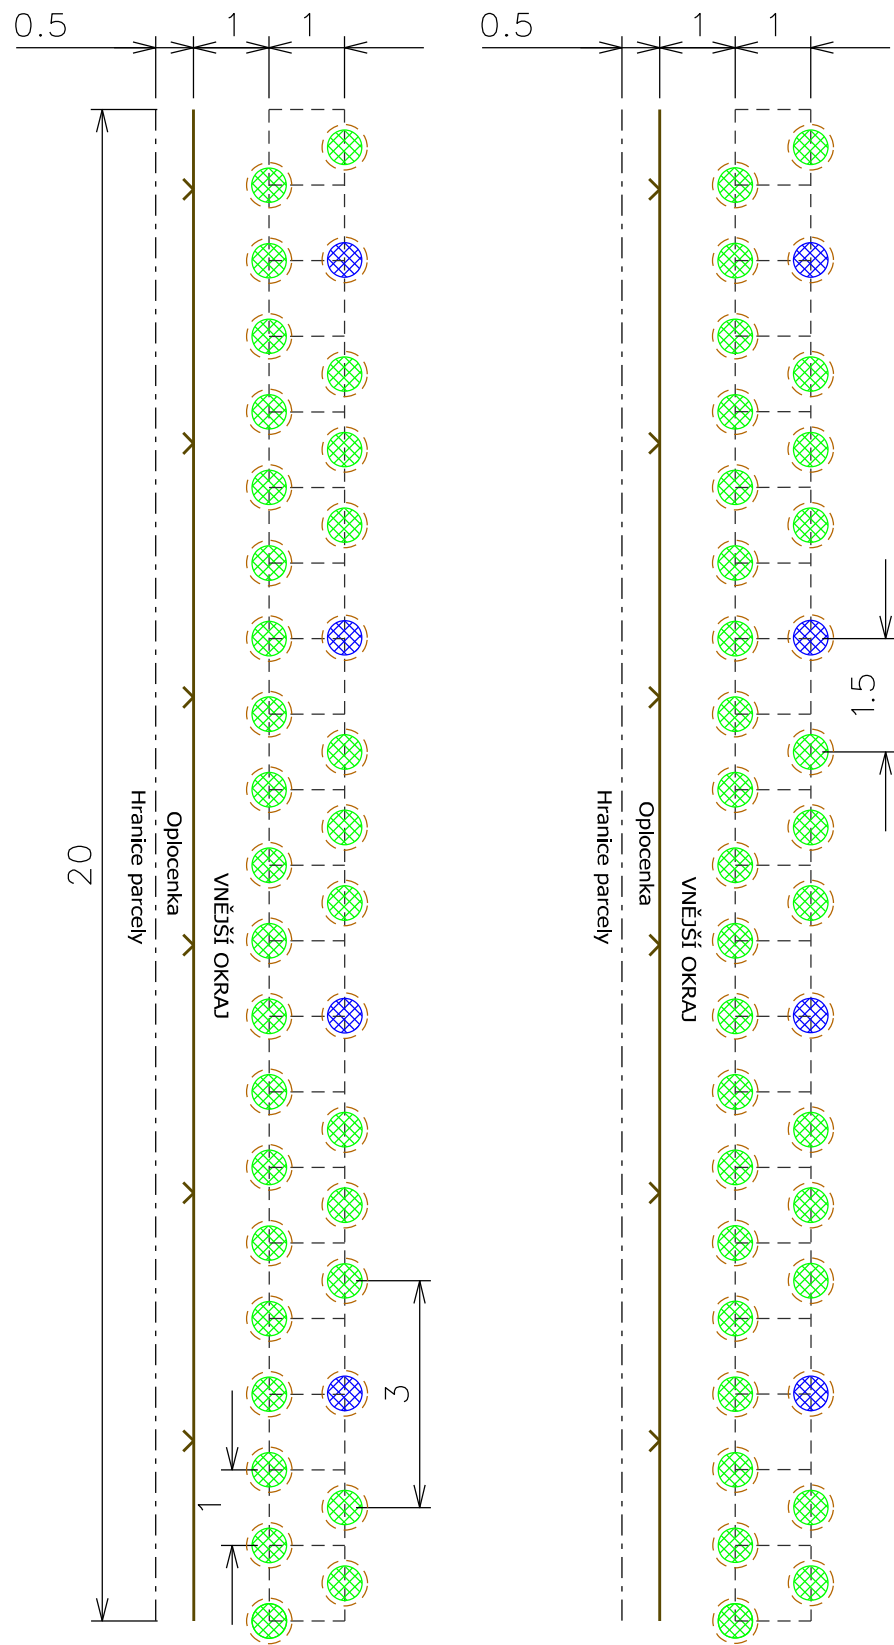 0.5
1
1
0.5
1
1
20
Hranice parcely
Oplocenka
VNĚJŠÍ OKRAJ
3
1
Hranice parcely
Oplocenka
VNĚJŠÍ OKRAJ
1.5